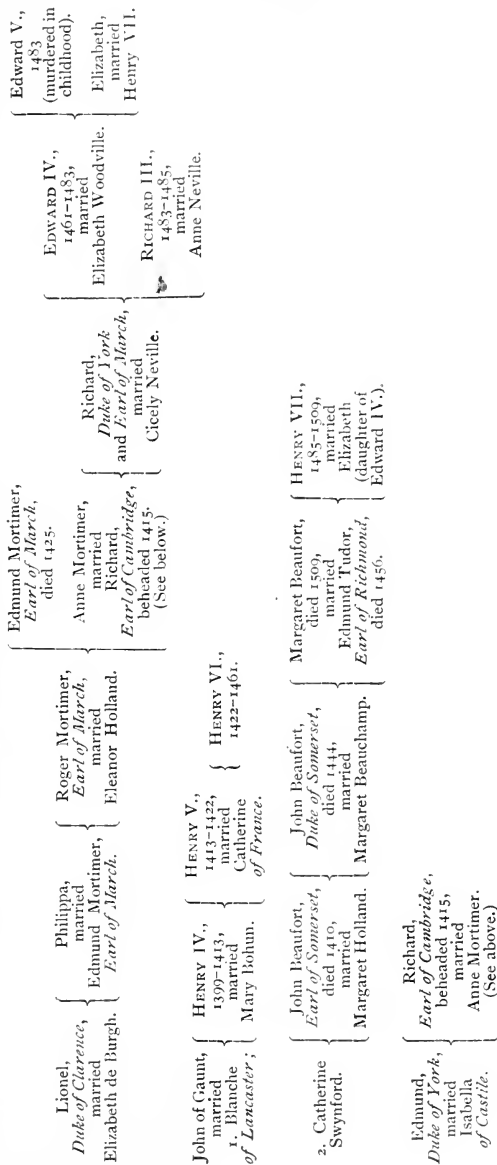 Lionel,
Duke of Clarence,
married
Elizabeth de Burgh.
Philippa,
married
Edmund Mortimer,
Earl of March.
Roger Mortimer,
Earl of March,
married
Eleanor Holland.
Edmund Mortimer,
Earl of March,
died 1425.
Anne Mortimer,
married
Richard,
Earl of Cambridge,
beheaded 1415.
(See below.)
Richard,
Duke of York
and Earl of March,
married
Cicely Neville.
EDWARD IV.,
1461-1483,
married
Elizabeth Woodville.
RICHARD III.,
1483-1485,
married
Anne Neville.
Edward V.,
1483
(murdered in
childhood).
Elizabeth,
married
Henry VII.
John of Gaunt,
married
1. Blanche
of Lancaster;
HENRY IV.,
1399-1413,
married
Mary Bohun.
HENRY V.,
1413-1422,
married
Catherine
of France.
HENRY VI.,
1422-1461.
2. Catherine
Swynford.
John Beaufort,
Earl of Somerset,
died 1410,
married
Margaret Holland.
John Beaufort,
Duke of Somerset,
died 1444,
married
Margaret Beauchamp.
Margaret Beaufort,
died 1509,
married
Edmund Tudor,
Earl of Richmond,
died 1456.
HENRY VII.,
1485-1509,
married
Elizabeth
(daughter of
Edward IV.).
Edmund,
Duke of York,
married
Isabella
of Castile.
Richard,
Earl of Cambridge,
beheaded 1415,
married
Anne Mortimer.
(See above.)